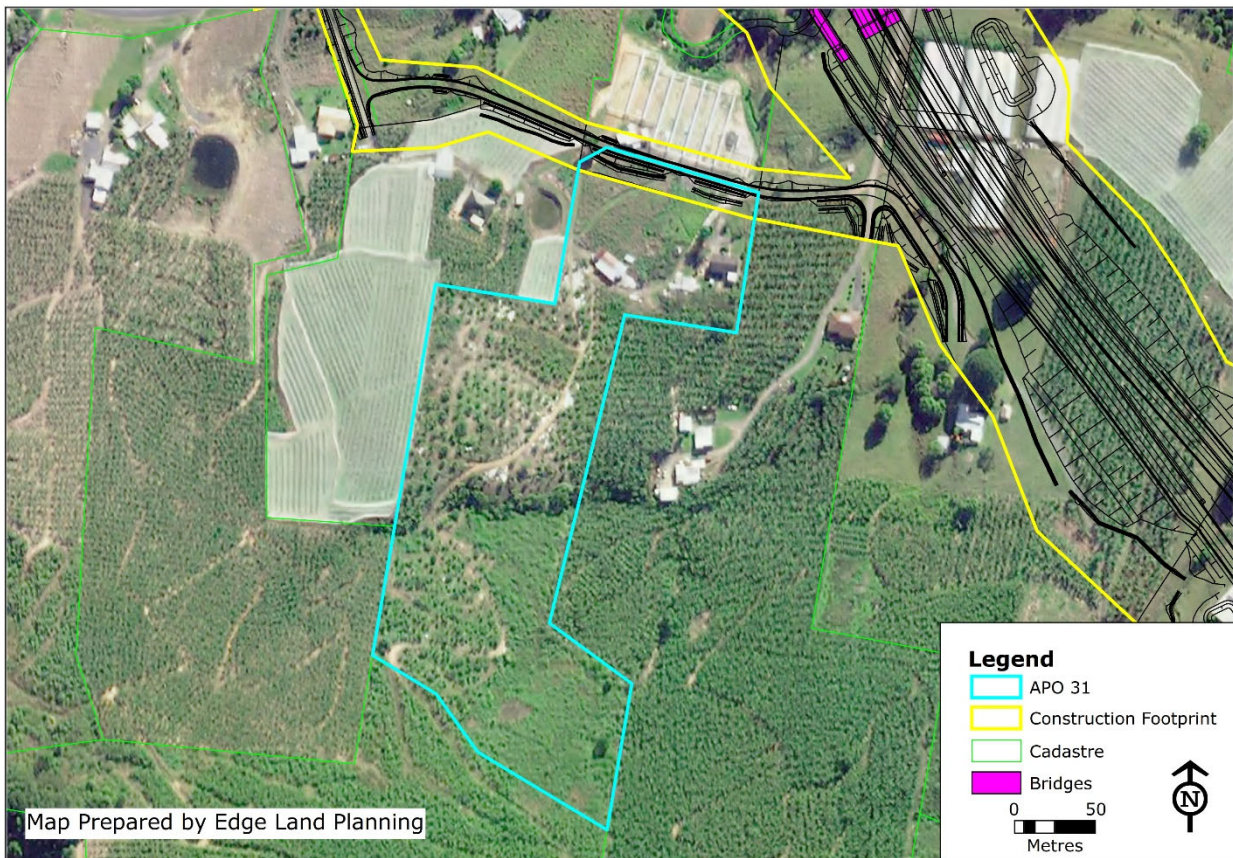 Legend
APO 31
Construction Footprint
Cadastre
Bridges
0 50
Metres
N
Map Prepared by Edge Land Planning